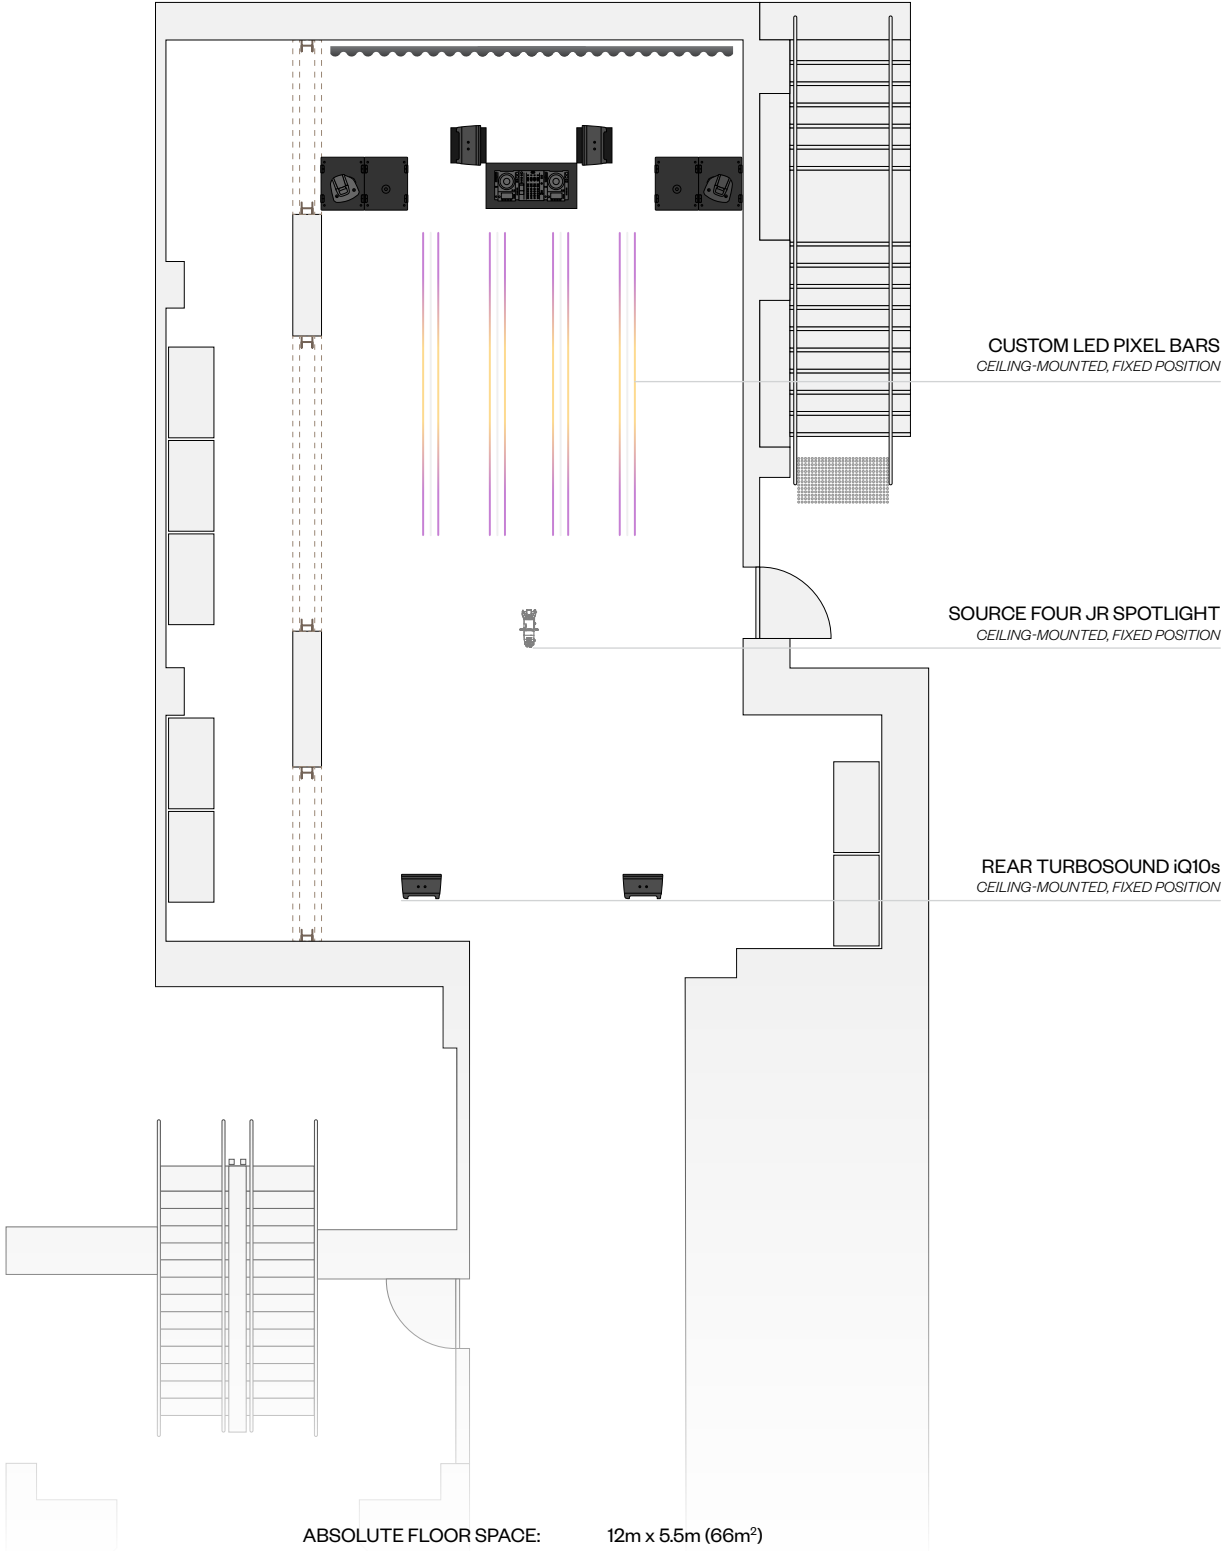 CUSTOM LED PIXEL BARS
CEILING-MOUNTED, FIXED POSITION
SOURCE FOUR JR SPOTLIGHT
CEILING-MOUNTED, FIXED POSITION
REAR TURBOSOUND iQ10s
CEILING-MOUNTED, FIXED POSITION
ABSOLUTE FLOOR SPACE: 12m x 5.5m (66m²)